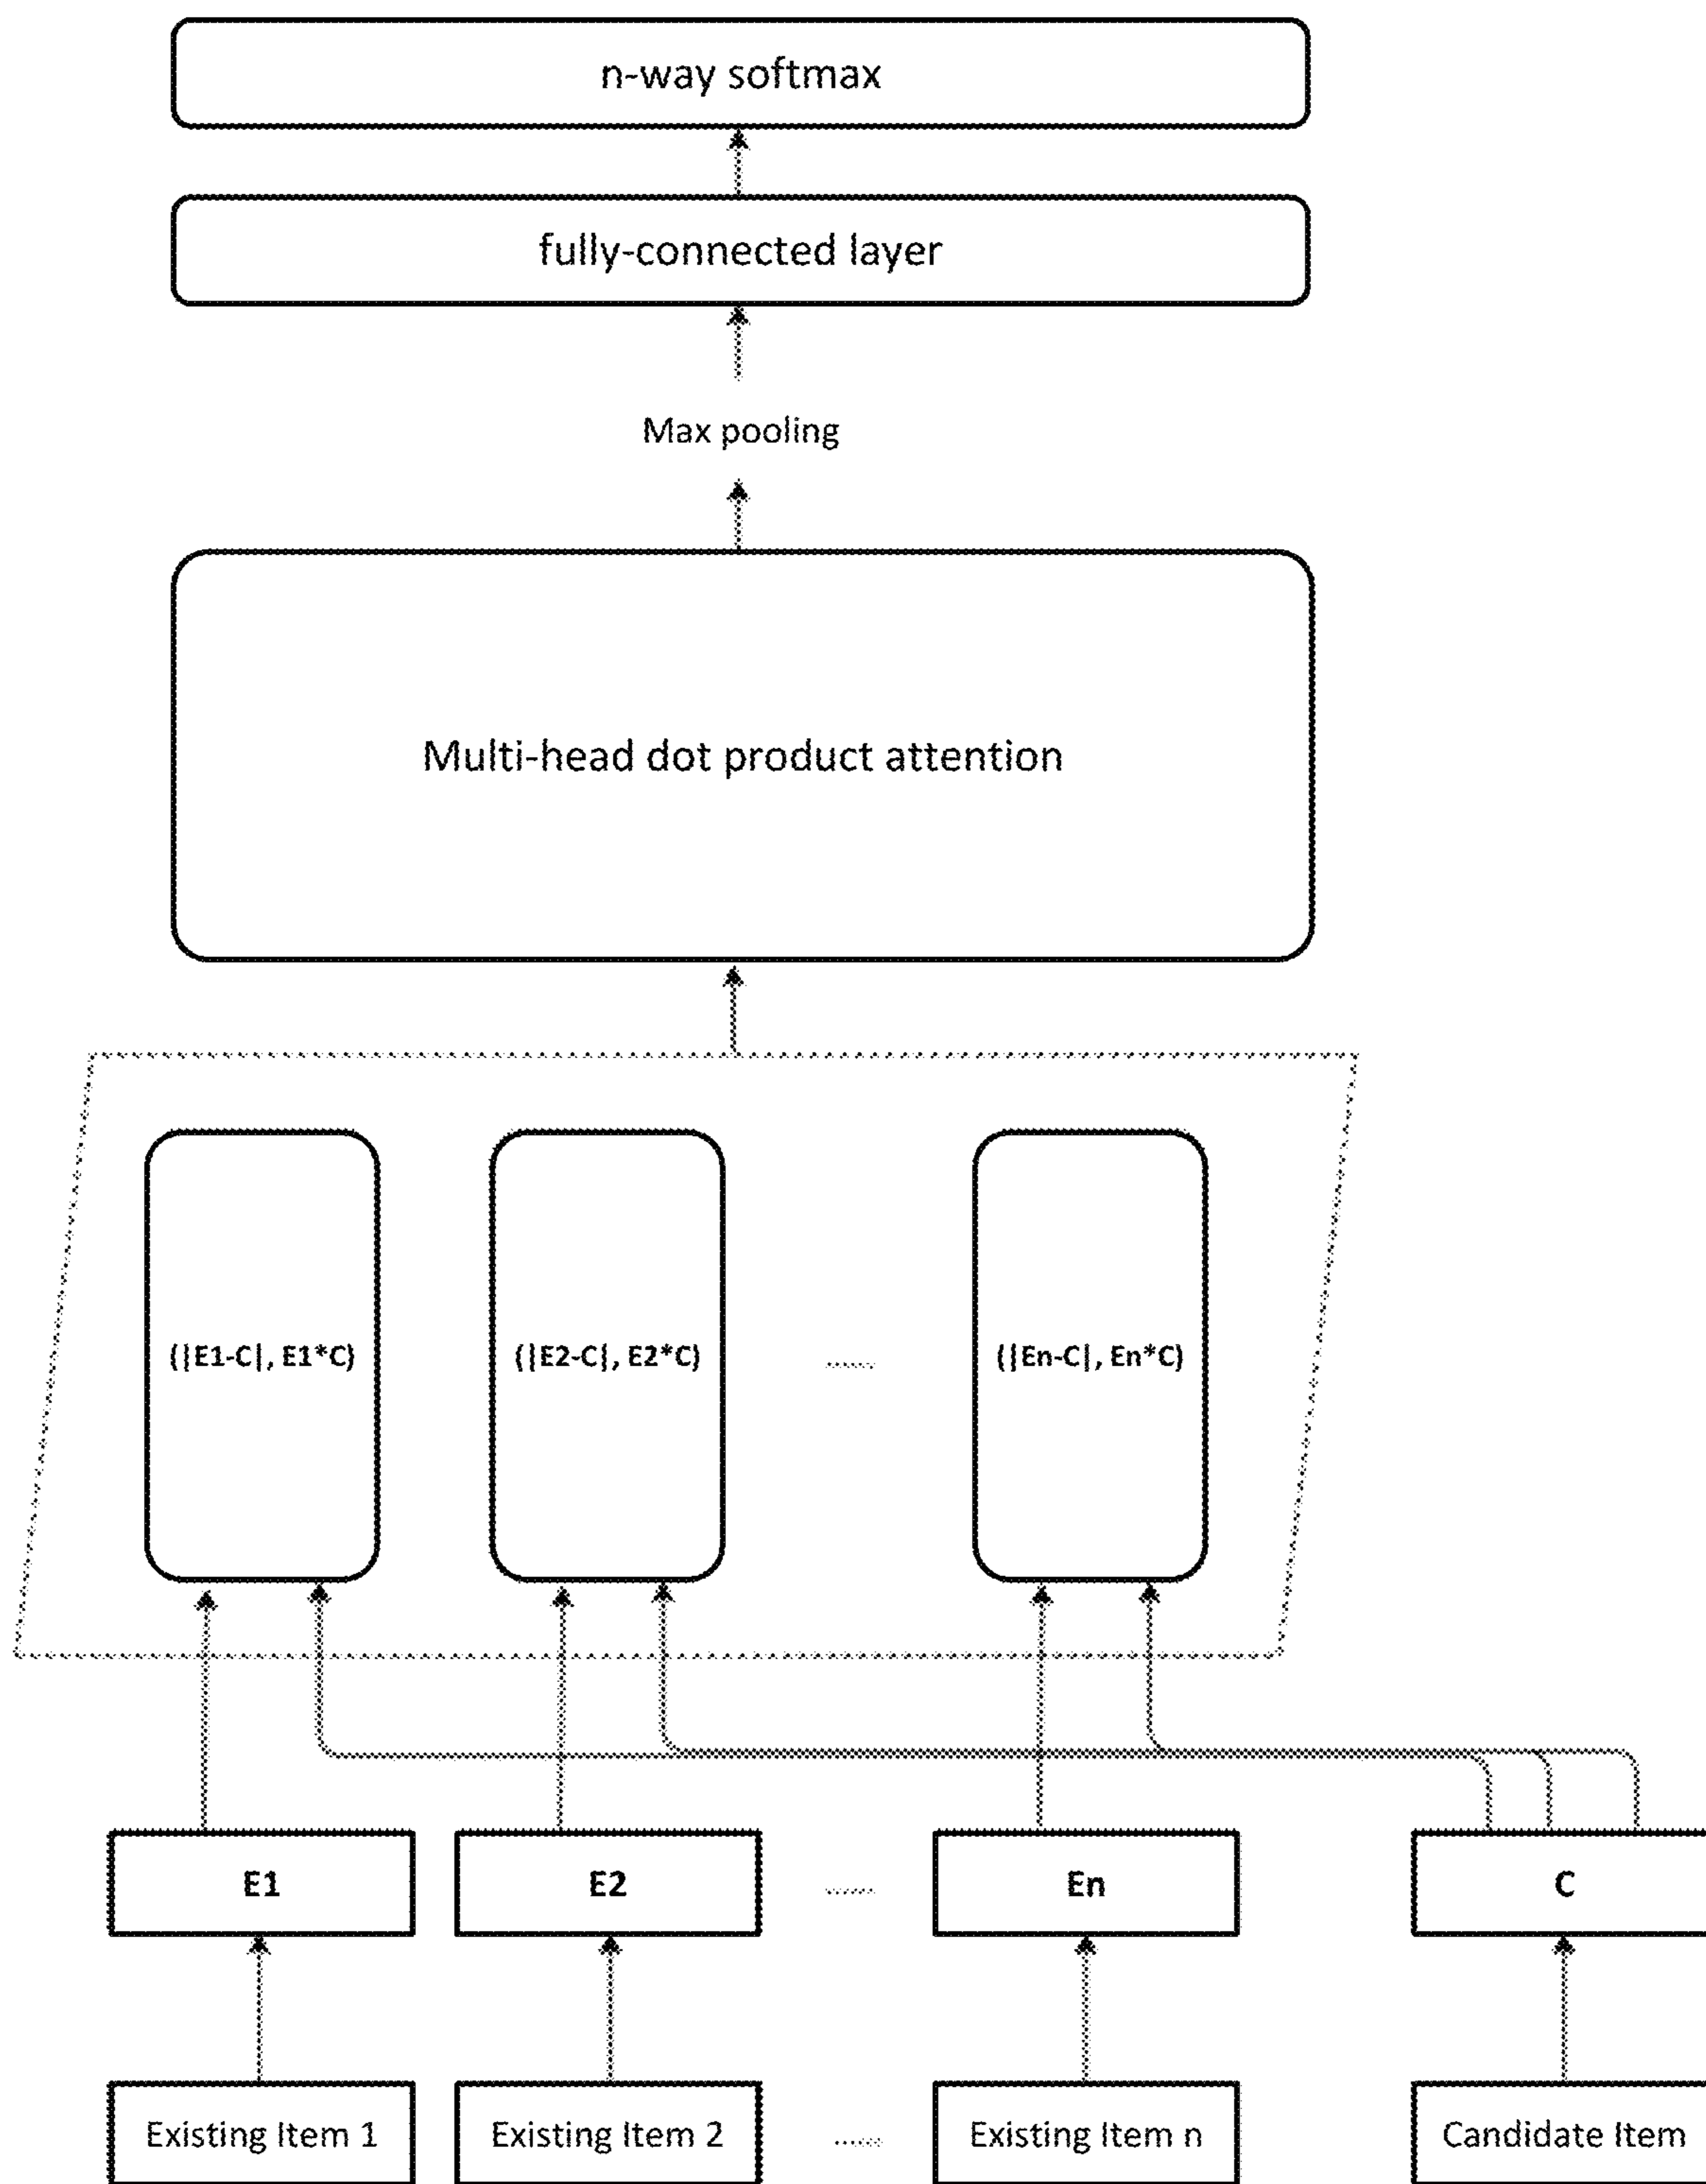 n-way softmax
fully-connected layer
Max pooling
Multi-head dot product attention
(|E1-C|, E1*C) (|E2-C|, E2*C) ...... (|En-C|, En*C)
E1 E2 ...... En C
Existing Item 1 Existing Item 2 ...... Existing Item n Candidate Item